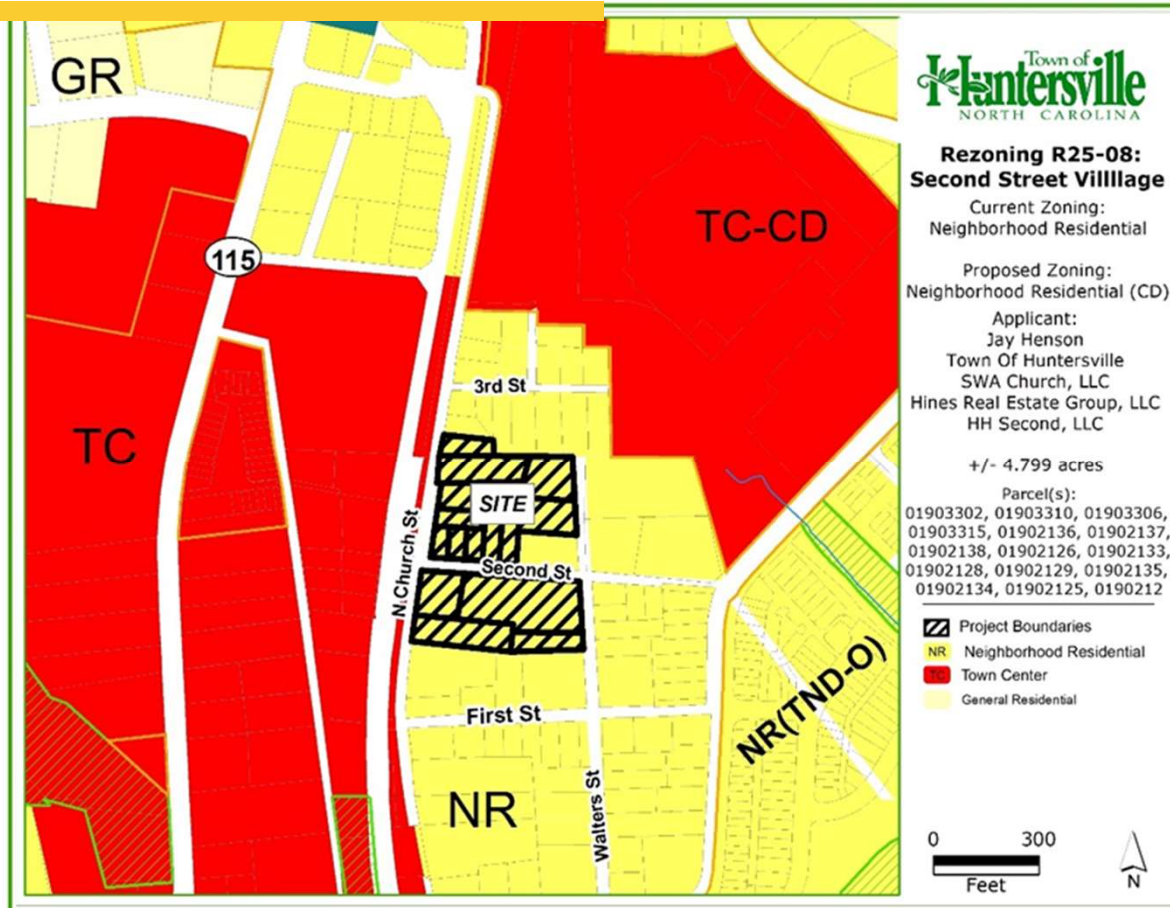 GR
115
TC-CD
3rd St
TC
SITE
N.Church St
Second St
First St
NR
Walters St
NR(TND-O)
Town of
Huntersville
NORTH CAROLINA
Rezoning R25-08:
Second Street Villllage
Current Zoning:
Neighborhood Residential
Proposed Zoning:
Neighborhood Residential (CD)
Applicant:
Jay Henson
Town Of Huntersville
SWA Church, LLC
Hines Real Estate Group, LLC
HH Second, LLC
+/- 4.799 acres
Parcel(s):
01903302, 01903310, 01903306,
01903315, 01902136, 01902137,
01902138, 01902126, 01902133,
01902128, 01902129, 01902135,
01902134, 01902125, 0190212
Project Boundaries
NR Neighborhood Residential
TC Town Center
General Residential
0 300
Feet
N